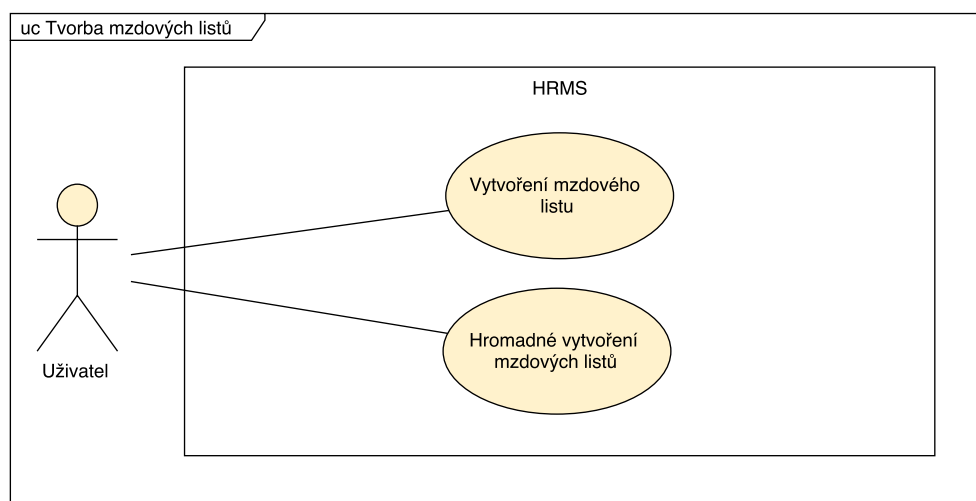 uc Tvorba mzdových listů
HRMS
Vytvoření mzdového
listu
Hromadné vytvoření
mzdových listů
Uživatel